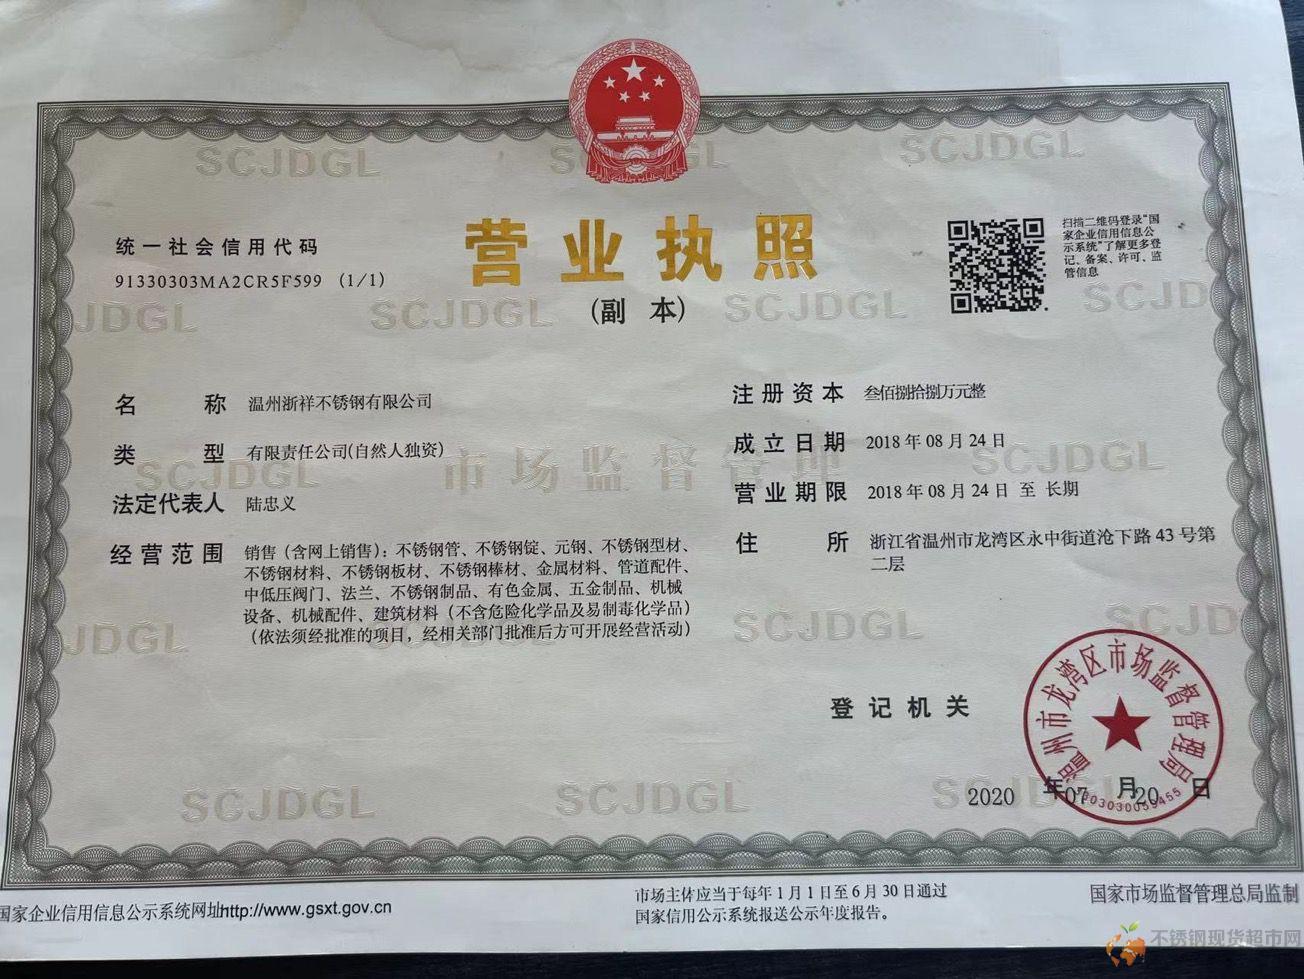 SCJDGL
SCJDGL
营业执照
(副 本)
统一社会信用代码
91330303MA2CR5F599 (1/1)
扫描二维码登录“国
家企业信用信息公
示系统”了解更多登
记、备案、许可、监
管信息
JDGL
SCJDGL
SCJDGL
SCJD
名 称 温州浙祥不锈钢有限公司
类 型 有限责任公司(自然人独资)
法定代表人 陆忠义
经营范围 销售（含网上销售）：不锈钢管、不锈钢锭、元钢、不锈钢型材、
不锈钢材料、不锈钢板材、不锈钢棒材、金属材料、管道配件、
中低压阀门、法兰、不锈钢制品、有色金属、五金制品、机械
设备、机械配件、建筑材料（不含危险化学品及易制毒化学品）
（依法须经批准的项目，经相关部门批准后方可开展经营活动）
注册资本 叁佰捌拾捌万元整
成立日期 2018年08月24日
营业期限 2018年08月24日 至 长期
住 所 浙江省温州市龙湾区永中街道沧下路43号第
二层
SCJDGL
市场监督管理
SCJDGL
JDGL
SCJDGL
SCJD
登记机关
温州市龙湾区市场监督管理局
2020 年07 月20 日
SCJDGL
SCJDGL
国家企业信用信息公示系统网址http://www.gsxt.gov.cn
市场主体应当于每年1月1日至6月30日通过
国家信用公示系统报送公示年度报告。
国家市场监督管理总局监制
不锈钢现货超市网